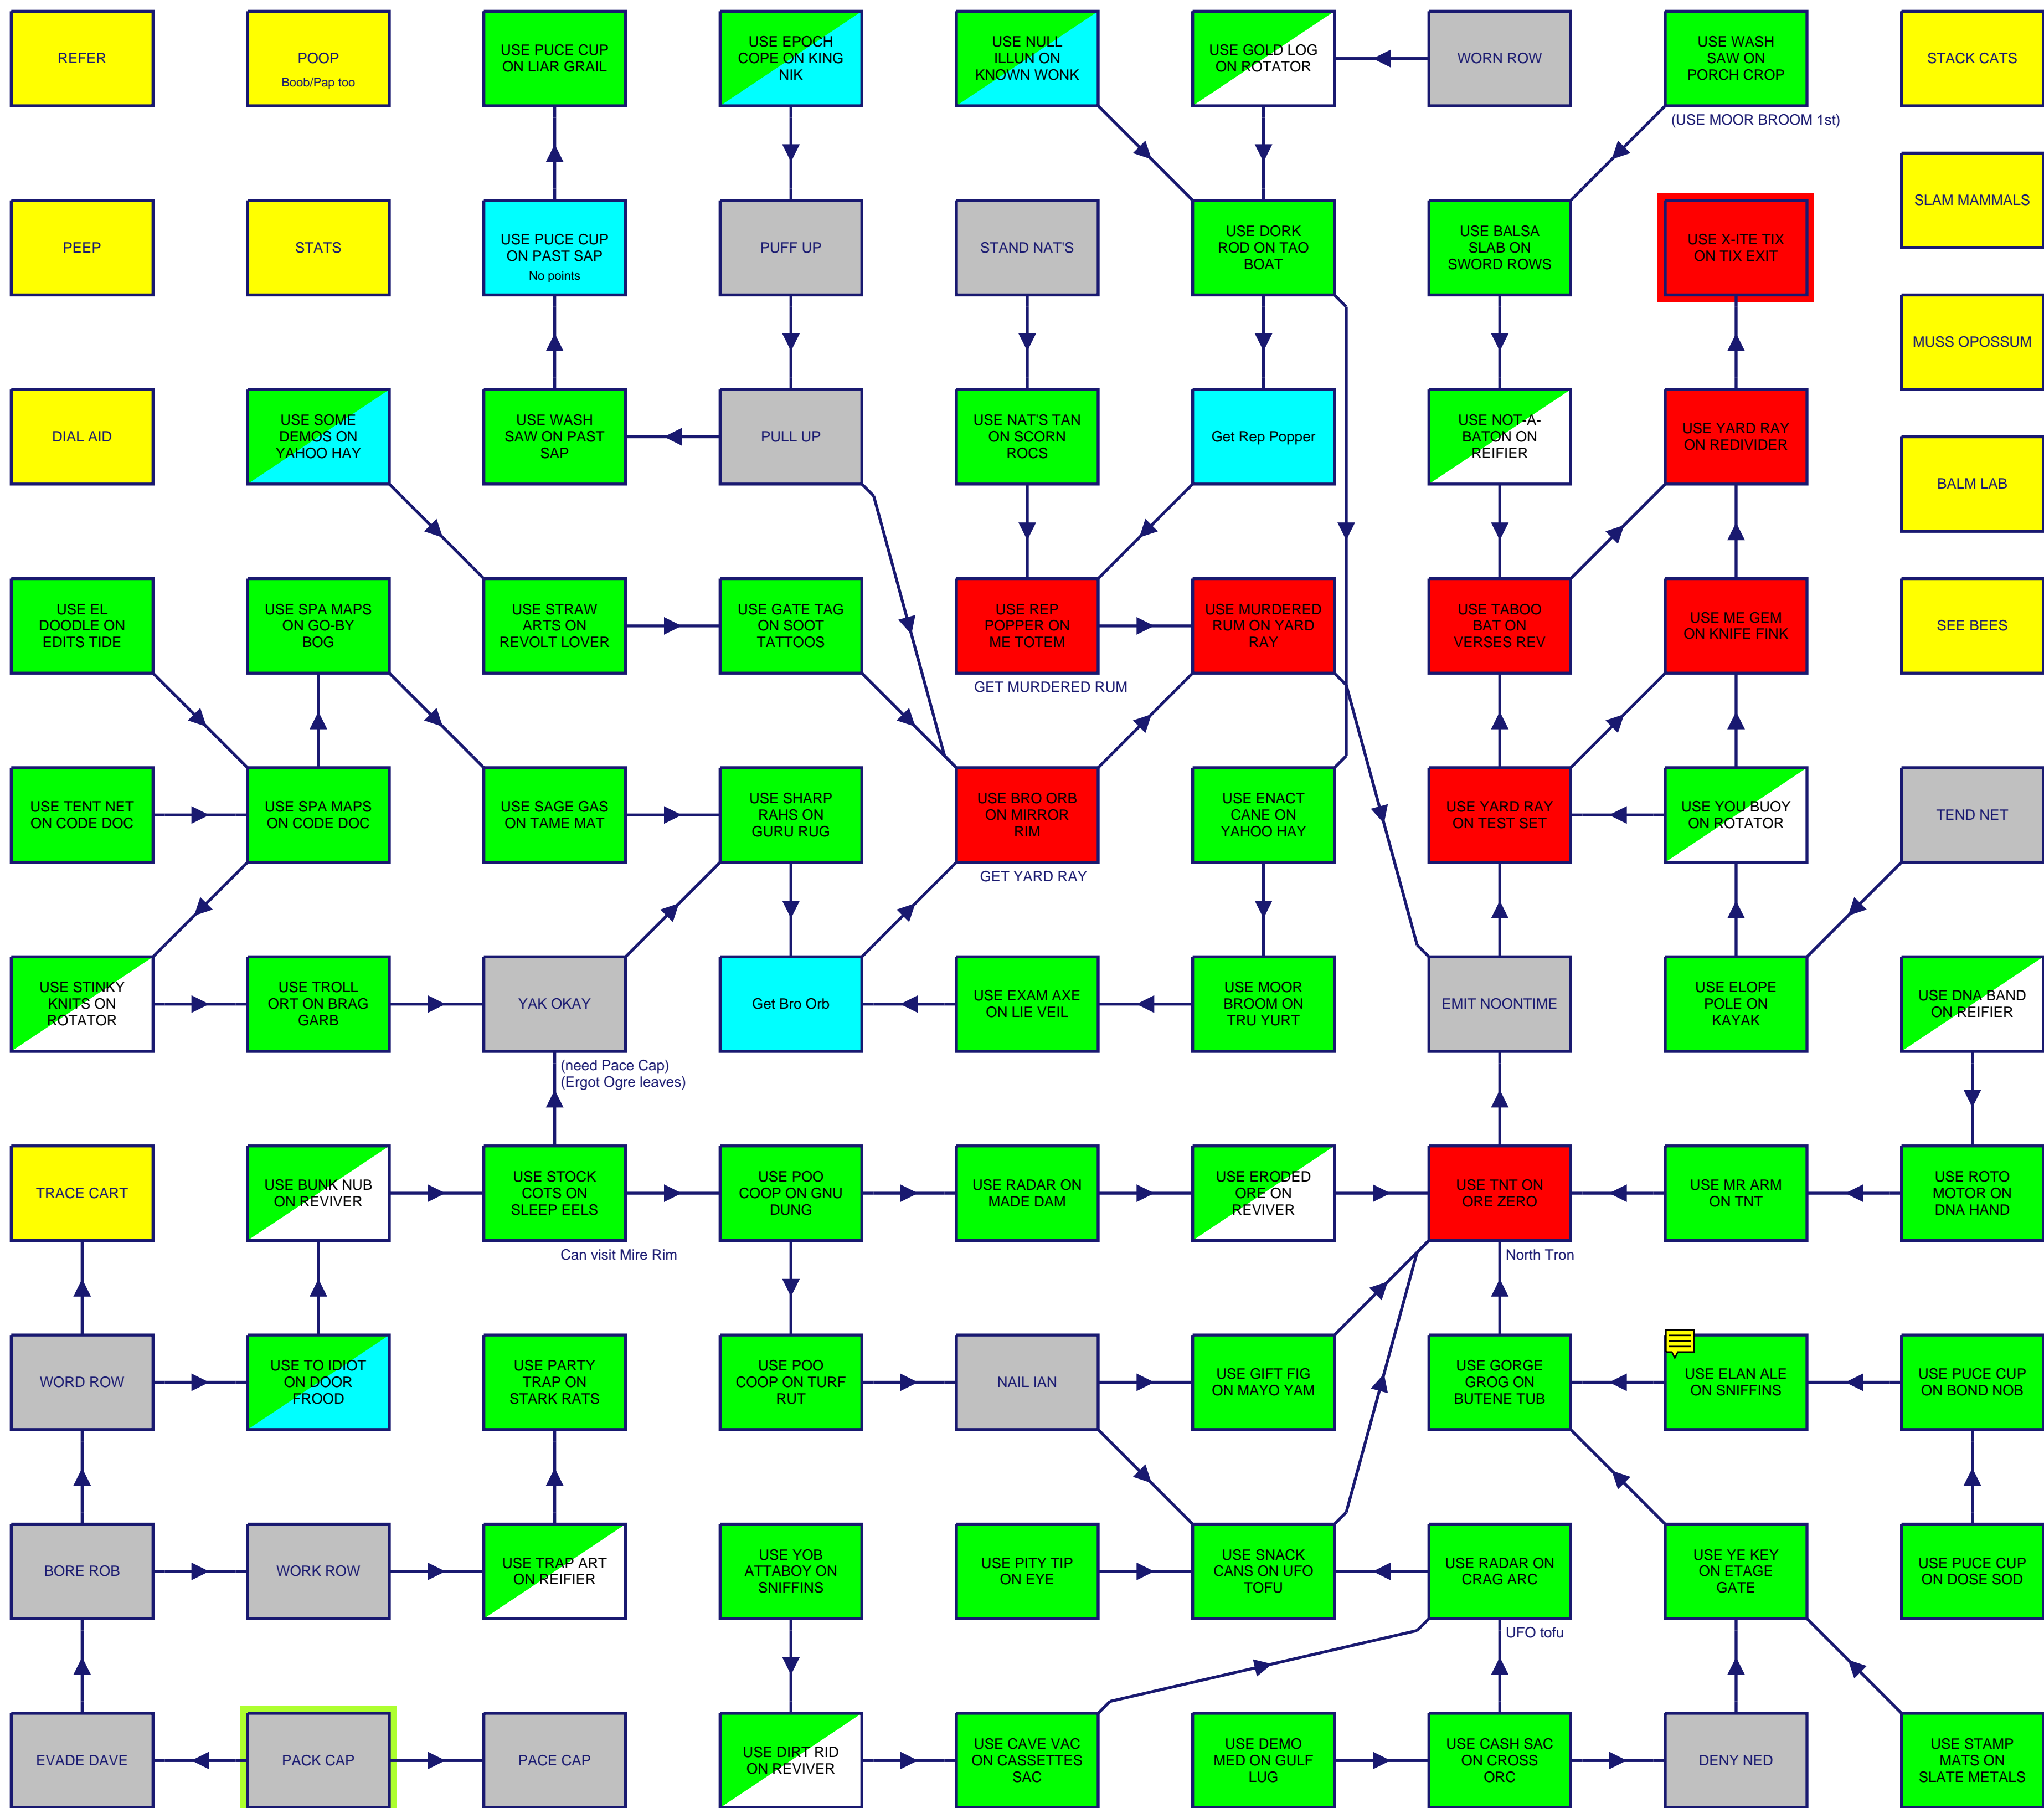 REFER
POOP
Boob/Pap too
USE PUCE CUP
ON LIAR GRAIL
USE EPOCH
COPE ON KING
NIK
USE NULL
ILLUN ON
KNOWN WONK
USE GOLD LOG
ON ROTATOR
WORN ROW
USE WASH
SAW ON
PORCH CROP
(USE MOOR BROOM 1st)
STACK CATS
SLAM MAMMALS
PEEP
STATS
USE PUCE CUP
ON PAST SAP
No points
PUFF UP
STAND NAT'S
USE DORK
ROD ON TAO
BOAT
USE BALSA
SLAB ON
SWORD ROWS
USE X-ITE TIX
ON TIX EXIT
MUSS OPOSSUM
DIAL AID
USE SOME
DEMOS ON
YAHOO HAY
USE WASH
SAW ON PAST
SAP
PULL UP
USE NAT'S TAN
ON SCORN
ROCS
Get Rep Popper
USE NOT-A-
BATON ON
REIFIER
USE YARD RAY
ON REDIVIDER
BALM LAB
USE EL
DOODLE ON
EDITS TIDE
USE SPA MAPS
ON GO-BY
BOG
USE STRAW
ARTS ON
REVOLT LOVER
USE GATE TAG
ON SOOT
TATTOOS
USE REP
POPPER ON
ME TOTEM
GET MURDERED RUM
USE MURDERED
RUM ON YARD
RAY
USE TABOO
BAT ON
VERSES REV
USE ME GEM
ON KNIFE FINK
SEE BEES
USE TENT NET
ON CODE DOC
USE SPA MAPS
ON CODE DOC
USE SAGE GAS
ON TAME MAT
USE SHARP
RAHS ON
GURU RUG
USE BRO ORB
ON MIRROR
RIM
GET YARD RAY
USE ENACT
CANE ON
YAHOO HAY
USE YARD RAY
ON TEST SET
USE YOU BUOY
ON ROTATOR
TEND NET
USE STINKY
KNITS ON
ROTATOR
USE TROLL
ORT ON BRAG
GARB
YAK OKAY
(need Pace Cap)
(Ergot Ogre leaves)
Get Bro Orb
USE EXAM AXE
ON LIE VEIL
USE MOOR
BROOM ON
TRU YURT
EMIT NOONTIME
USE ELOPE
POLE ON
KAYAK
USE DNA BAND
ON REIFIER
TRACE CART
USE BUNK NUB
ON REVIVER
USE STOCK
COTS ON
SLEEP EELS
Can visit Mire Rim
USE POO
COOP ON GNU
DUNG
USE RADAR ON
MADE DAM
USE ERODED
ORE ON
REVIVER
USE TNT ON
ORE ZERO
North Tron
USE MR ARM
ON TNT
USE ROTO
MOTOR ON
DNA HAND
WORD ROW
USE TO IDIOT
ON DOOR
FROOD
USE PARTY
TRAP ON
STARK RATS
USE POO
COOP ON TURF
RUT
NAIL IAN
USE GIFT FIG
ON MAYO YAM
USE GORGE
GROG ON
BUTENE TUB
USE ELAN ALE
ON SNIFFINS
USE PUCE CUP
ON BOND NOB
BORE ROB
WORK ROW
USE TRAP ART
ON REIFIER
USE YOB
ATTABOY ON
SNIFFINS
USE PITY TIP
ON EYE
USE SNACK
CANS ON UFO
TOFU
USE RADAR ON
CRAG ARC
UFO tofu
USE YE KEY
ON ETAGE
GATE
USE PUCE CUP
ON DOSE SOD
EVADE DAVE
PACK CAP
PACE CAP
USE DIRT RID
ON REVIVER
USE CAVE VAC
ON CASSETTES
SAC
USE DEMO
MED ON GULF
LUG
USE CASH SAC
ON CROSS
ORC
DENY NED
USE STAMP
MATS ON
SLATE METALS